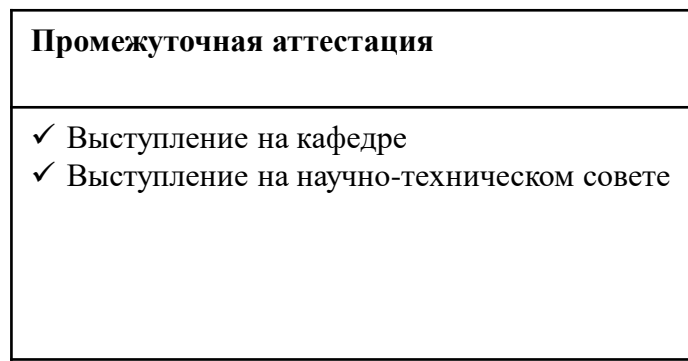 Промежуточная аттестация
✓ Выступление на кафедре
✓ Выступление на научно-техническом совете